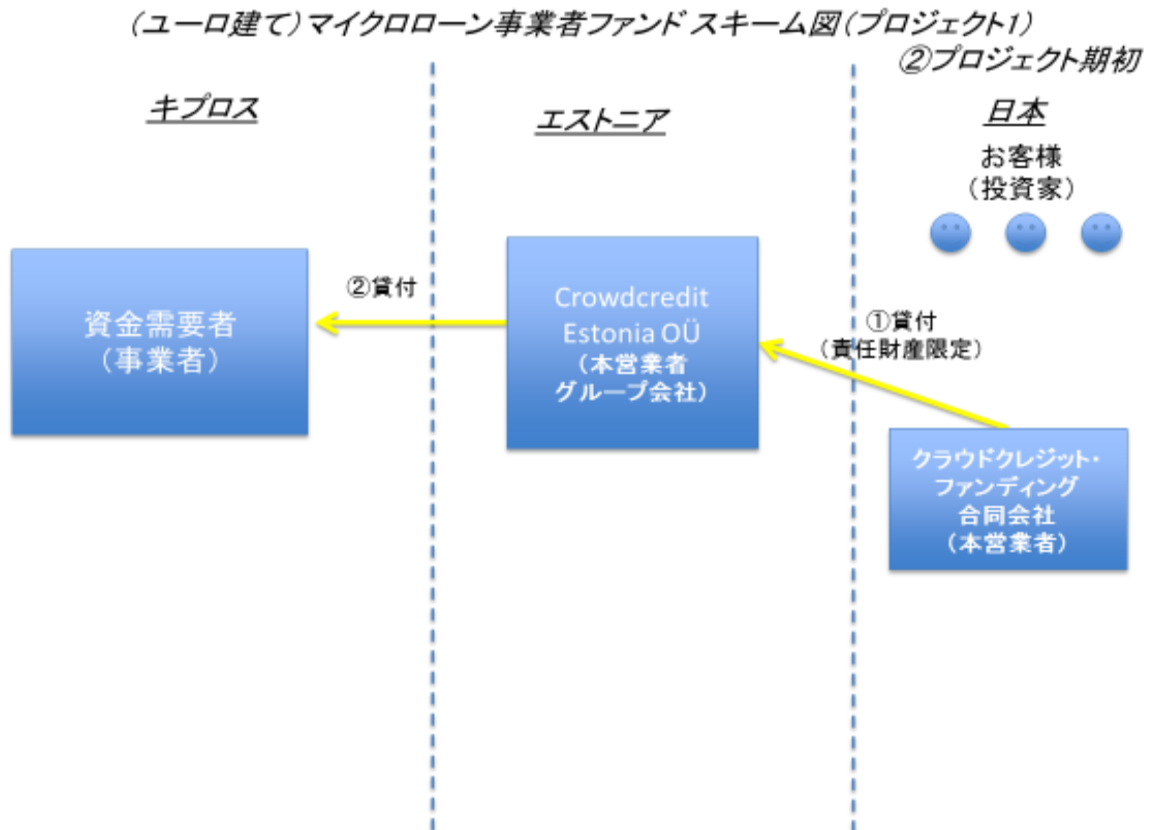 (ユーロ建て)マイクロローン事業者ファンド スキーム図(プロジェクト1)
②プロジェクト期初
キプロス
エストニア
日本
お客様
(投資家)
資金需要者
(事業者)
②貸付
Crowdcredit
Estonia OÜ
(本営業者
グループ会社)
①貸付
(責任財産限定)
クラウドクレジット・
ファンディング
合同会社
(本営業者)